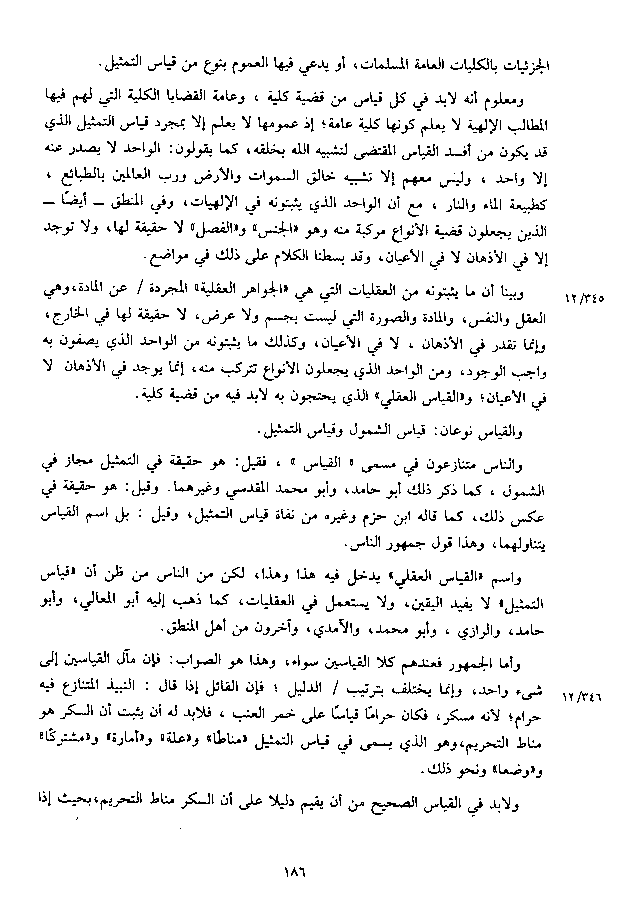 الجزئيات بالكليات العامة المسلمات، أو يدعي فيها العموم بنوع من قياس التمثيل.
ومعلوم أنه لابد في كل قياس من قضية كلية ، وعامة القضايا الكلية التي لهم فيها
المطالب الإلهية لا يعلم كونها كلية عامة؛ إذ عمومها لا يعلم إلا بمجرد قياس التمثيل الذي
قد يكون من أفسد القياس المقتضى لتشبيه الله بخلقه، كما يقولون: الواحد لا يصدر عنه
إلا واحد ، وليس معهم إلا تشبيه خالق السموات والأرض ورب العالمين بالطبائع ،
كطبيعة الماء والنار ، مع أن الواحد الذي يثبتونه في الإلهيات، وفي المنطق ــ أيضًا ــ
الذين يجعلون قضية الأنواع مركبة منه وهو «الجنس» و«الفصل» لا حقيقة لها، ولا توجد
إلا في الأذهان لا في الأعيان، وقد بسطنا الكلام على ذلك في مواضع.
١٢/٣٤٥ وبينا أن ما يثبتونه من العقليات التي هي «الجواهر العقلية» المجردة / عن المادة،وهي
العقل والنفس، والمادة والصورة التي ليست بجسم ولا عرض، لا حقيقة لها في الخارج،
وإنما تقدر في الأذهان ، لا في الأعيان، وكذلك ما يثبتونه من الواحد الذي يصفون به
واجب الوجود، ومن الواحد الذي يجعلون الأنواع تتركب منه، إنما يوجد في الأذهان لا
في الأعيان؛ و«القياس العقلي» الذي يحتجون به لابد فيه من قضية كلية.
والقياس نوعان: قياس الشمول وقياس التمثيل.
والناس متنازعون في مسمى « القياس » ، فقيل: هو حقيقة في التمثيل مجاز في
الشمول ، كما ذكر ذلك أبو حامد، وأبو محمد المقدسي وغيرهما. وقيل: هو حقيقة في
عكس ذلك، كما قاله ابن حزم وغيره من نفاة قياس التمثيل، وقيل : بل اسم القياس
يتناولهما، وهذا قول جمهور الناس.
واسم «القياس العقلي» يدخل فيه هذا وهذا، لكن من الناس من ظن أن «قياس
التمثيل» لا يفيد اليقين، ولا يستعمل في العقليات، كما ذهب إليه أبو المعالي، وأبو
حامد، والرازي ، وأبو محمد، والآمدي، وآخرون من أهل المنطق.
وأما الجمهور فعندهم كلا القياسين سواء، وهذا هو الصواب: فإن مآل القياسين إلى
١٢/٣٤٦ شىء واحد، وإنما يختلف بترتيب / الدليل ؛ فإن القائل إذا قال : النبيذ المتنازع فيه
حرام؛ لأنه مسكر، فكان حرامًا قياسًا على خمر العنب ، فلابد له أن يثبت أن السكر هو
مناط التحريم،وهو الذي يسمى في قياس التمثيل «مناطًا» و«علة» و«أمارة» و«مشتركًا»
و«وضعا» ونحو ذلك.
ولابد في القياس الصحيح من أن يقيم دليلا على أن السكر مناط التحريم،بحيث إذا
١٨٦